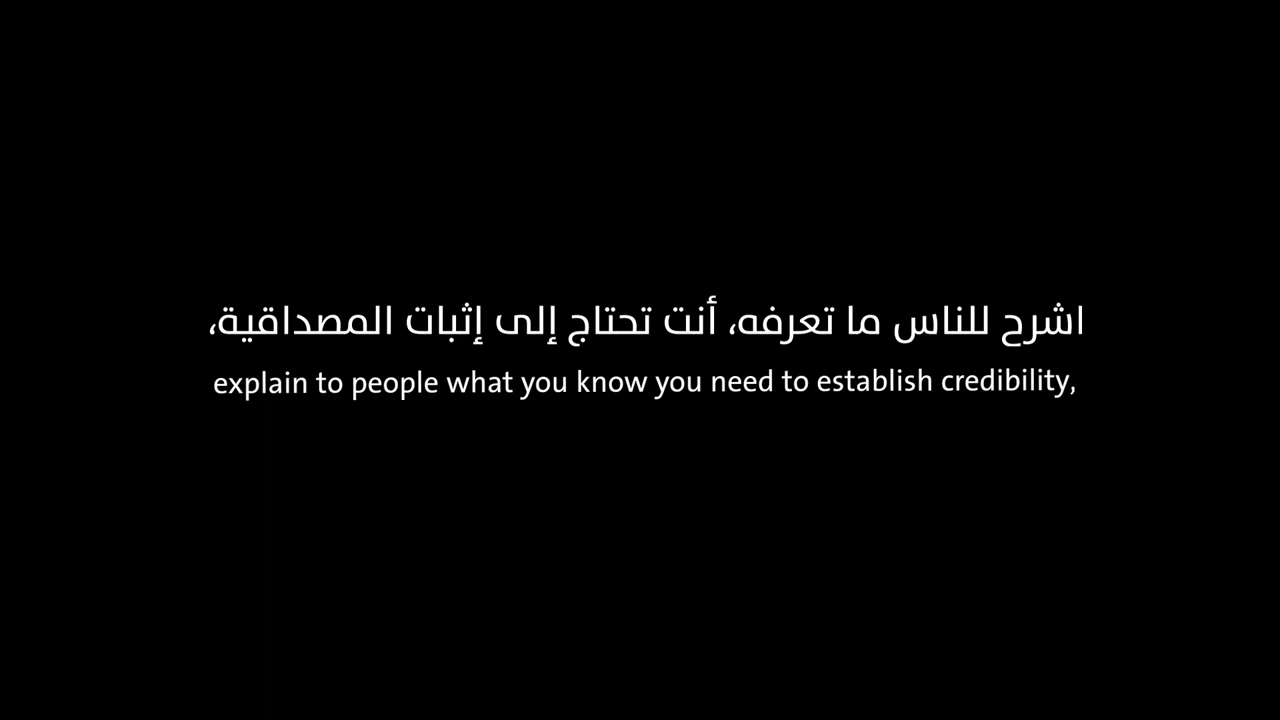 اشرح للناس ما تعرفه، أنت تحتاج إلى إثبات المصداقية،
explain to people what you know you need to establish credibility,